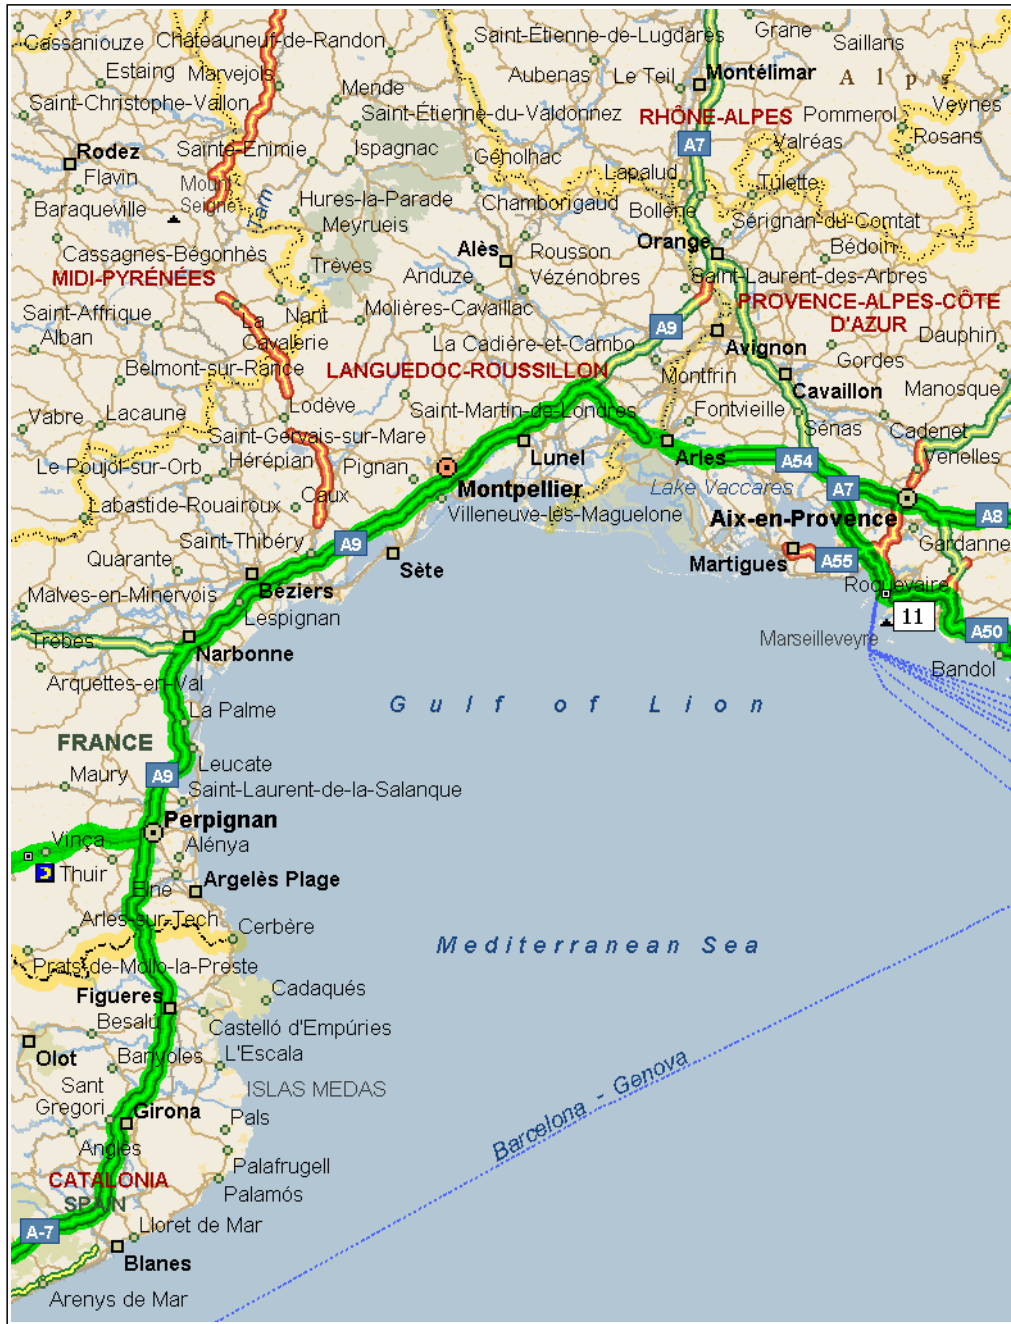 Cassaniouze
Châteauneuf-de-Random
Saint-Étienne-de-Lugdarès
Grane
Saillans
Estaing
Marvejols
Aubenas
Le Teil
Montélimar
A l p s
Saint-Christophe-Vallon
Mende
Saint-Étienne-du-Valdonnez
RHÔNE-ALPES
Pommerol
Veynes
Rosans
Rodez
Sainte-Enimie
Ispagnac
A7
Valréas
Flavin
Mount
Seigne
Génolhac
Lapalud
Tulette
Baraqueville
Tarn
Hures-la-Parade
Chamborigaud
Bollène
Meyrueis
Sérignan-du-Comtat
Cassagnes-Bégonhès
Alès
Rousson
Orange
Bédoin
MIDI-PYRÉNÉES
Trèves
Anduze
Vézénobres
Saint-Laurent-des-Arbres
Saint-Affrique
La
Cavalerie
Nant
Molières-Cavaillac
PROVENCE-ALPES-CÔTE
D'AZUR
Alban
A9
La Cadière-et-Cambo
Avignon
Dauphin
Belmont-sur-Rance
LANGUEDOC-ROUSSILLON
Montfrin
Gordes
Cavaillon
Manosque
Vabre
Lacaune
Lodève
Saint-Martin-de-Londres
Fontvieille
Sénas
Cadenet
Saint-Gervais-sur-Mare
Le Poujol-sur-Orb
Hérépian
Pignan
Lunel
Arles
A54
Venelles
Caux
Montpellier
Lake Vaccares
A7
Labastide-Rouairoux
Villeneuve-lès-Maguelone
Aix-en-Provence
A8
Saint-Thibéry
A9
Gardanne
Quarante
Sète
Martigues
A55
Béziers
Roquevaire
Malves-en-Minervois
Lespignan
11
Trèbes
Narbonne
Marseilleveyre
A50
Bandol
Arquettes-en-Val
La Palme
Gulf of Lion
FRANCE
Leucate
Maury
A9
Saint-Laurent-de-la-Salanque
Perpignan
Vinça
Alénya
Thuir
Elne
Argelès Plage
Arles-sur-Tech
Cerbère
Mediterranean Sea
Prats-de-Mollo-la-Preste
Figueres
Cadaqués
Besalú
Castelló d'Empúries
Olot
Banyoles
L'Escala
Sant
Gregori
ISLAS MEDAS
Girona
Pals
Barcelona - Genova
Anglès
Palafrugell
CATALONIA
Palamós
SPAIN
A-7
Lloret de Mar
Blanes
Arenys de Mar